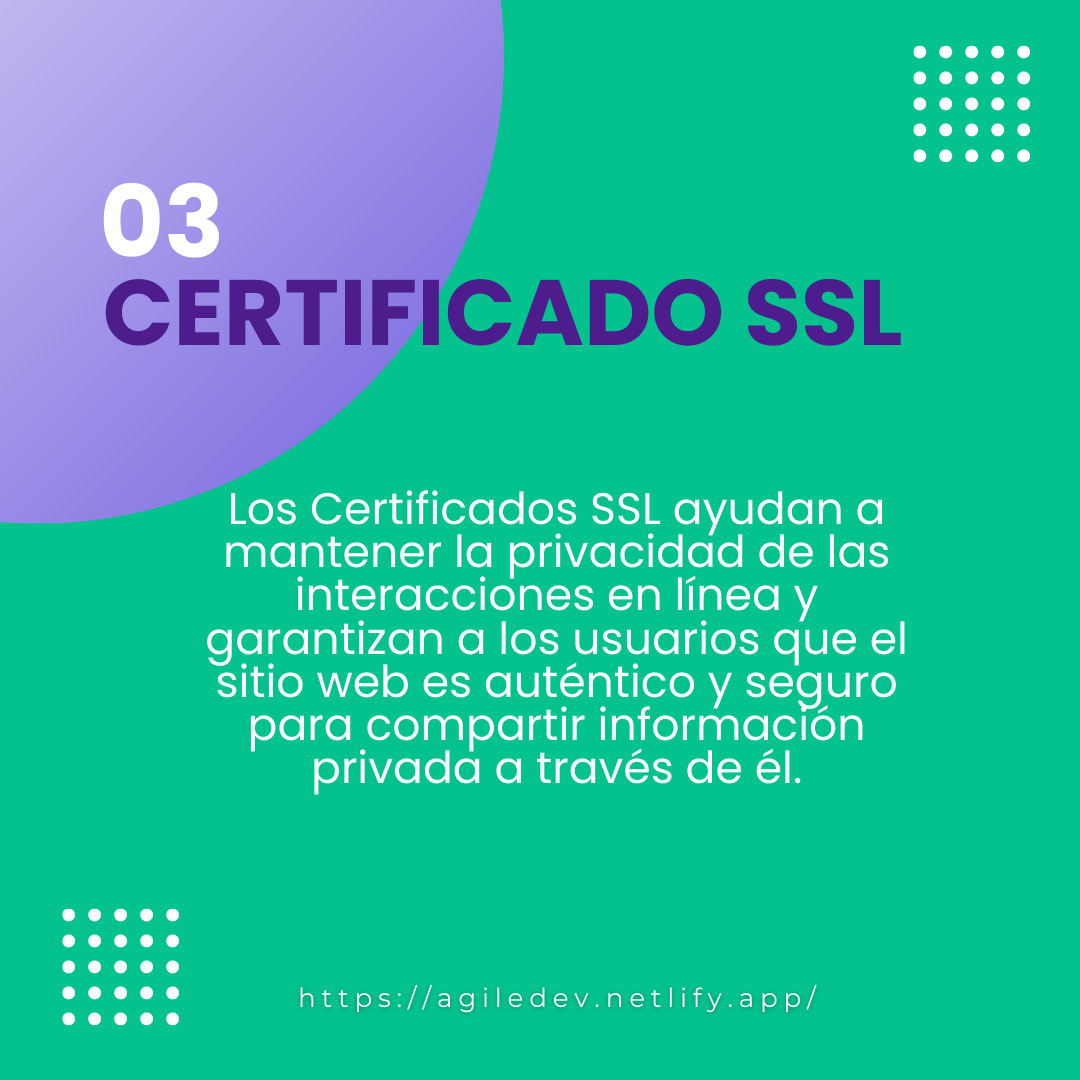 03
CERTIFICADO SSL
Los Certificados SSL ayudan a
mantener la privacidad de las
interacciones en línea y
garantizan a los usuarios que el
sitio web es auténtico y seguro
para compartir información
privada a través de él.
https://agiledev.netlify.app/